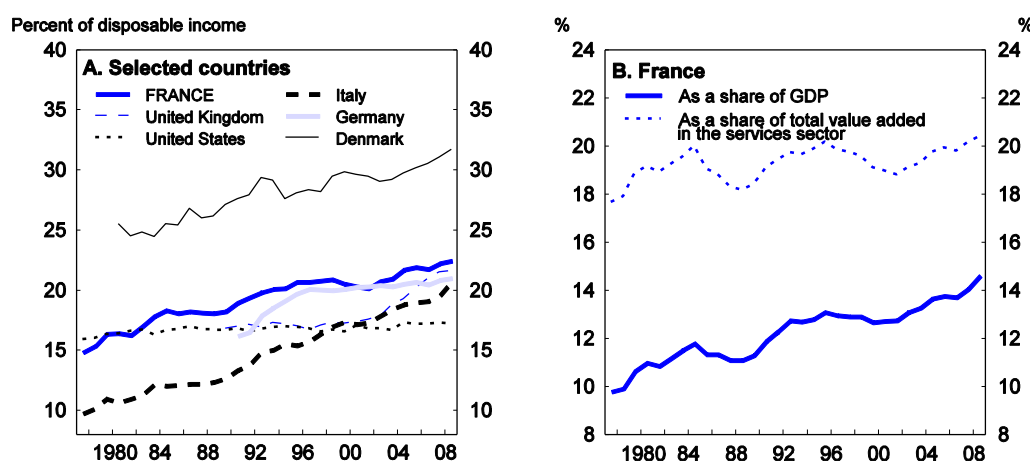 Percent of disposable income
% %
40 40 24 24
A. Selected countries B. France
FRANCE Italy As a share of GDP
United Kingdom Germany As a share of total value added
in the services sector
United States Denmark
35 35 22 22
30 30 20 20
25 25 18 18
20 20 16 16
15 15 14 14
10 10 12 12
10 10
8 8
1980 84 88 92 96 00 04 08 1980 84 88 92 96 00 04 08